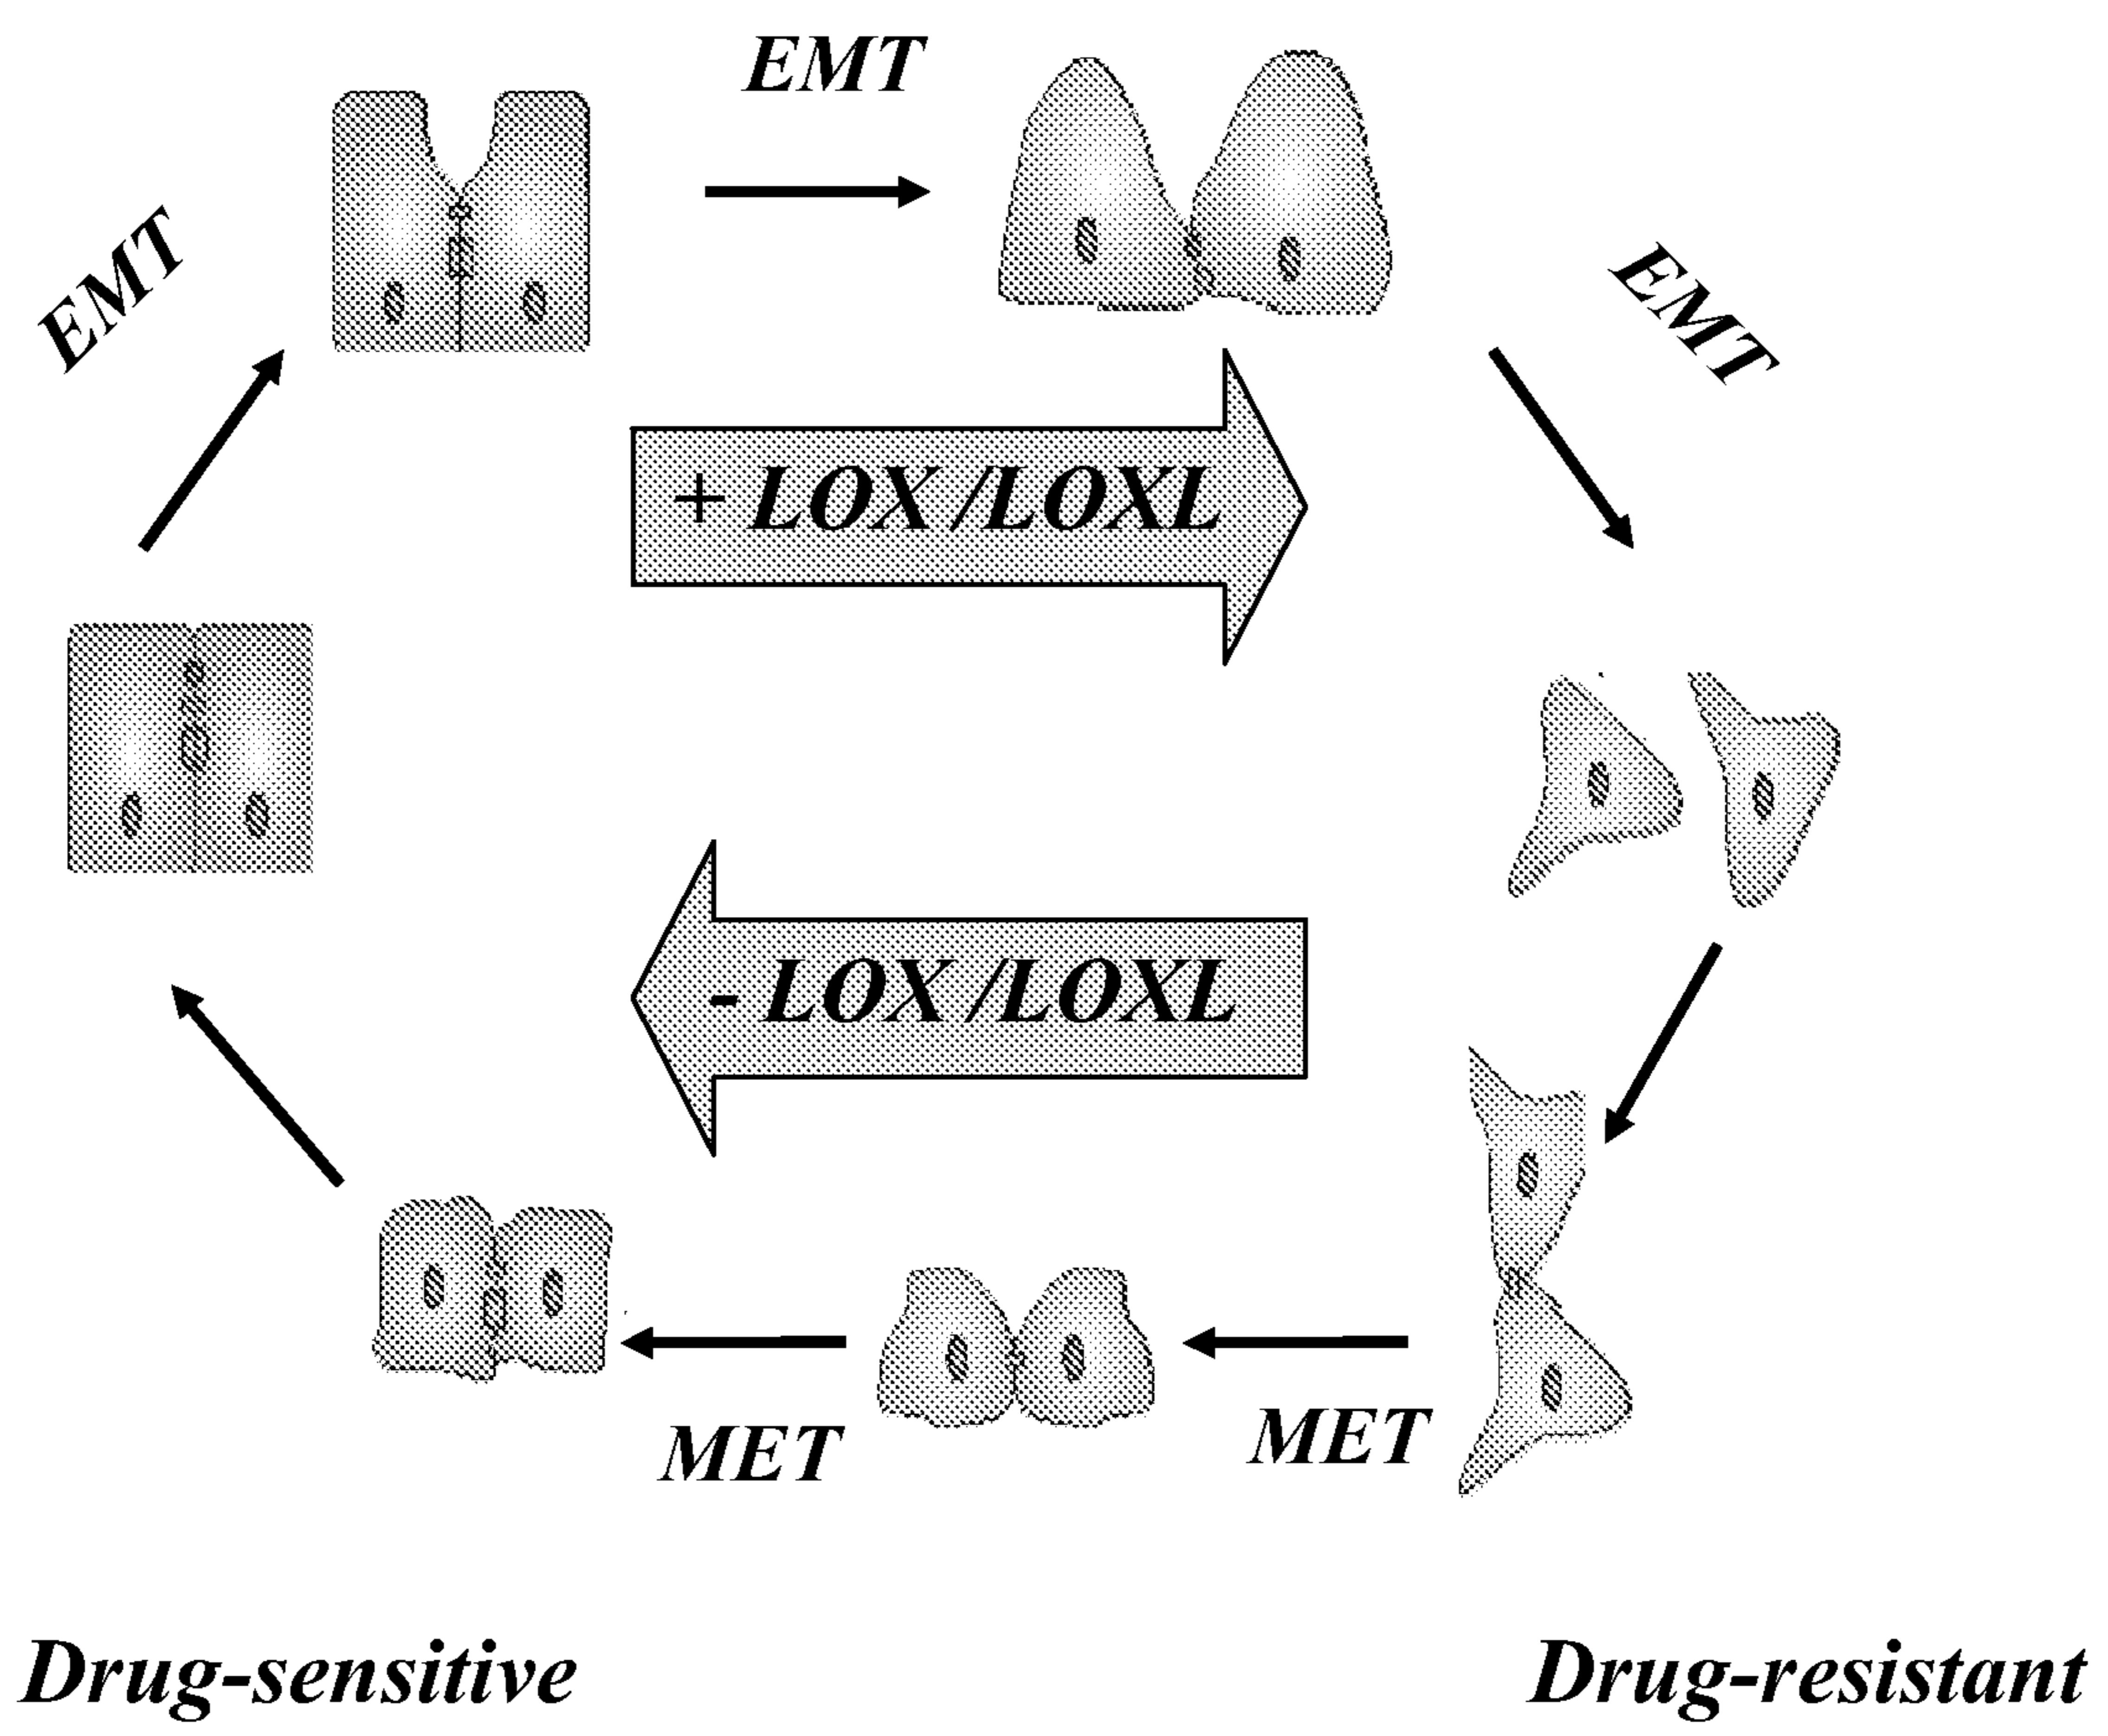 EMT
EMT
EMT
+ LOX/LOXL
- LOX/LOXL
MET
MET
Drug-sensitive
Drug-resistant